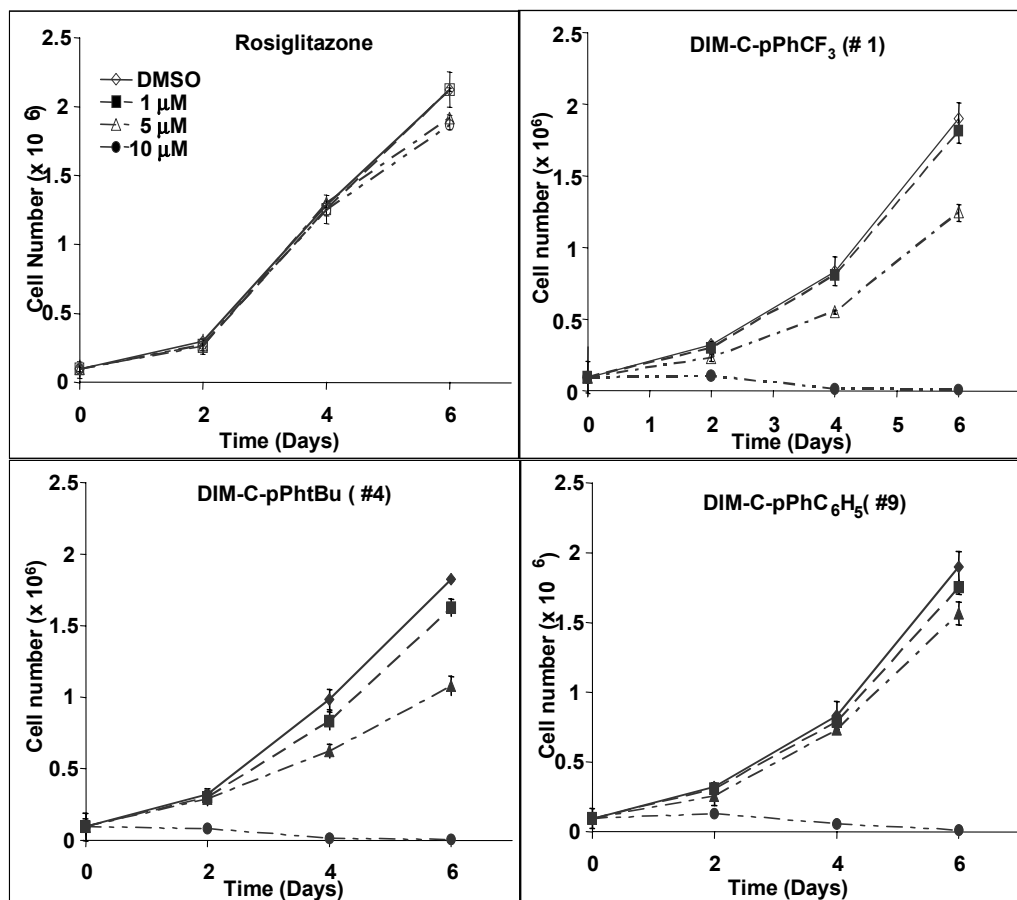 Rosiglitazone
DMSO
1 µM
5 µM
10 µM
Cell Number (x 10 6)
2.5
2
1.5
1
0.5
0
0 2 4 6
Time (Days)
DIM-C-pPhCF3 (# 1)
Cell number (x 10^6)
2.5
2
1.5
1
0.5
0
0 1 2 3 4 5 6
Time (Days)
DIM-C-pPhtBu ( #4)
Cell number (x 10^6)
2.5
2
1.5
1
0.5
0
0 2 4 6
Time (Days)
DIM-C-pPhC6H5( #9)
Cell number (x 10 6)
2.5
2
1.5
1
0.5
0
0 2 4 6
Time (Days)